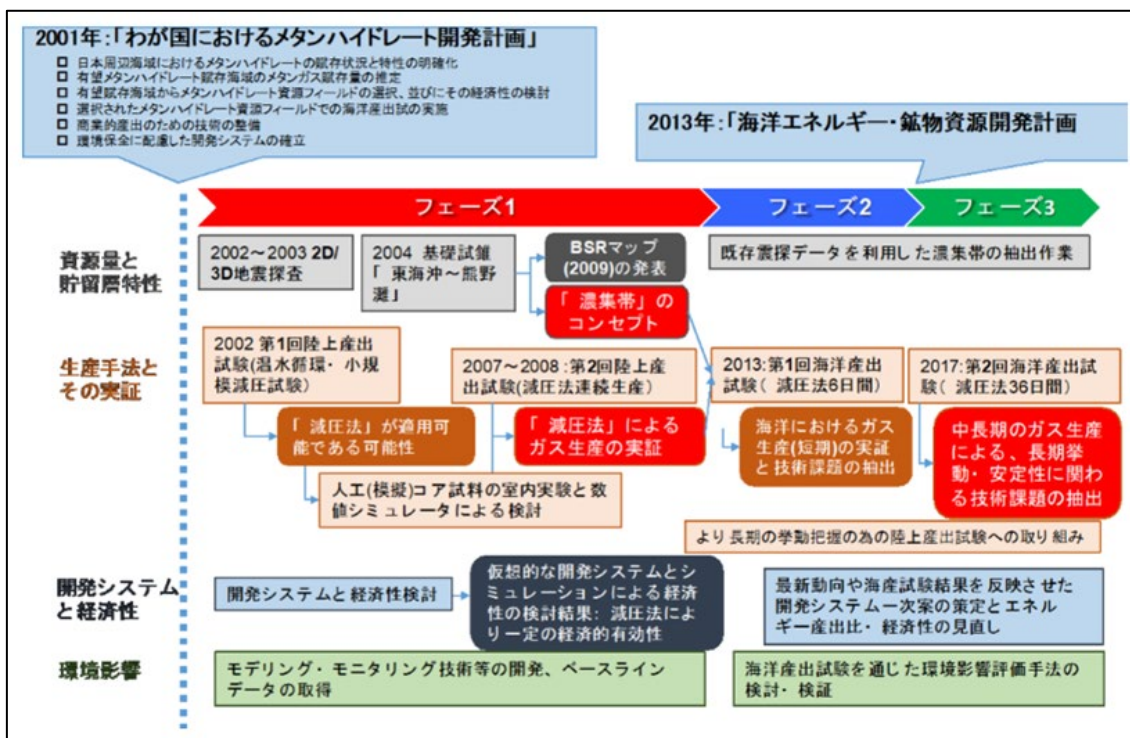 2001年:「わが国におけるメタンハイドレート開発計画」
□ 日本周辺海域におけるメタンハイドレートの賦存状況と特性の明確化
□ 有望メタンハイドレート賦存海域のメタンガス賦存量の推定
□ 有望賦存海域からメタンハイドレート資源フィールドの選択、並びにその経済性の検討
□ 選択されたメタンハイドレート資源フィールドでの海洋産出試の実施
□ 商業的産出のための技術の整備
□ 環境保全に配慮した開発システムの確立
2013年:「海洋エネルギー・鉱物資源開発計画
フェーズ1
フェーズ2
フェーズ3
資源量と
貯留層特性
2002～2003 2D/
3D地震探査
2004 基礎試錐
「東海沖～熊野
灘」
BSRマップ
(2009)の発表
「濃集帯」の
コンセプト
既存震探データを利用した濃集帯の抽出作業
生産手法と
その実証
2002 第1回陸上産出
試験(温水循環・小規
模減圧試験)
2007～2008:第2回陸上産
出試験(減圧法連続生産)
2013:第1回海洋産出
試験( 減圧法6日間)
2017:第2回海洋産出試
験( 減圧法36日間)
「減圧法」が適用可
能である可能性
「減圧法」による
ガス生産の実証
海洋におけるガス
生産(短期)の実証
と技術課題の抽出
中長期のガス生産
による、長期挙
動・安定性に関わ
る技術課題の抽出
人工(模擬)コア試料の室内実験と数
値シミュレータによる検討
より長期の挙動把握の為の陸上産出試験への取り組み
開発システム
と経済性
開発システムと経済性検討
仮想的な開発システムとシ
ミュレーションによる経済
性の検討結果: 減圧法によ
り一定の経済的有効性
最新動向や海産試験結果を反映させた
開発システム一次案の策定とエネル
ギー産出比・経済性の見直し
環境影響
モデリング・モニタリング技術等の開発、ベースライン
データの取得
海洋産出試験を通じた環境影響評価手法の
検討・検証